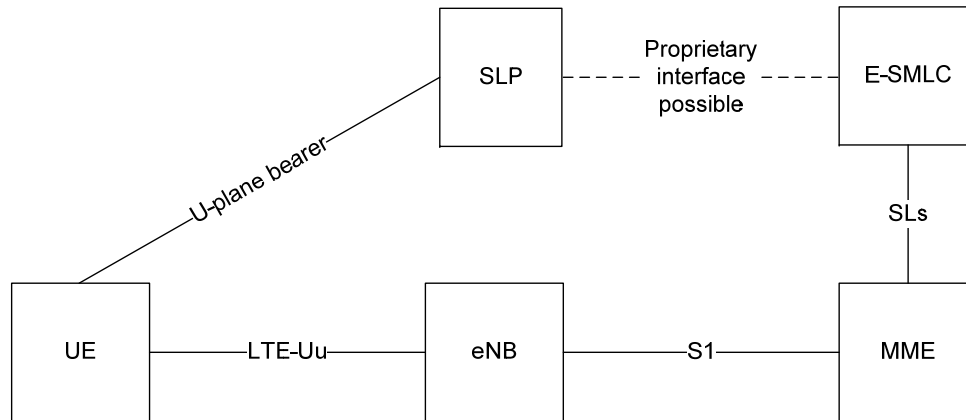 SLP
Proprietary
interface
possible
E-SMLC
U-plane bearer
SLs
UE
LTE-Uu
eNB
S1
MME